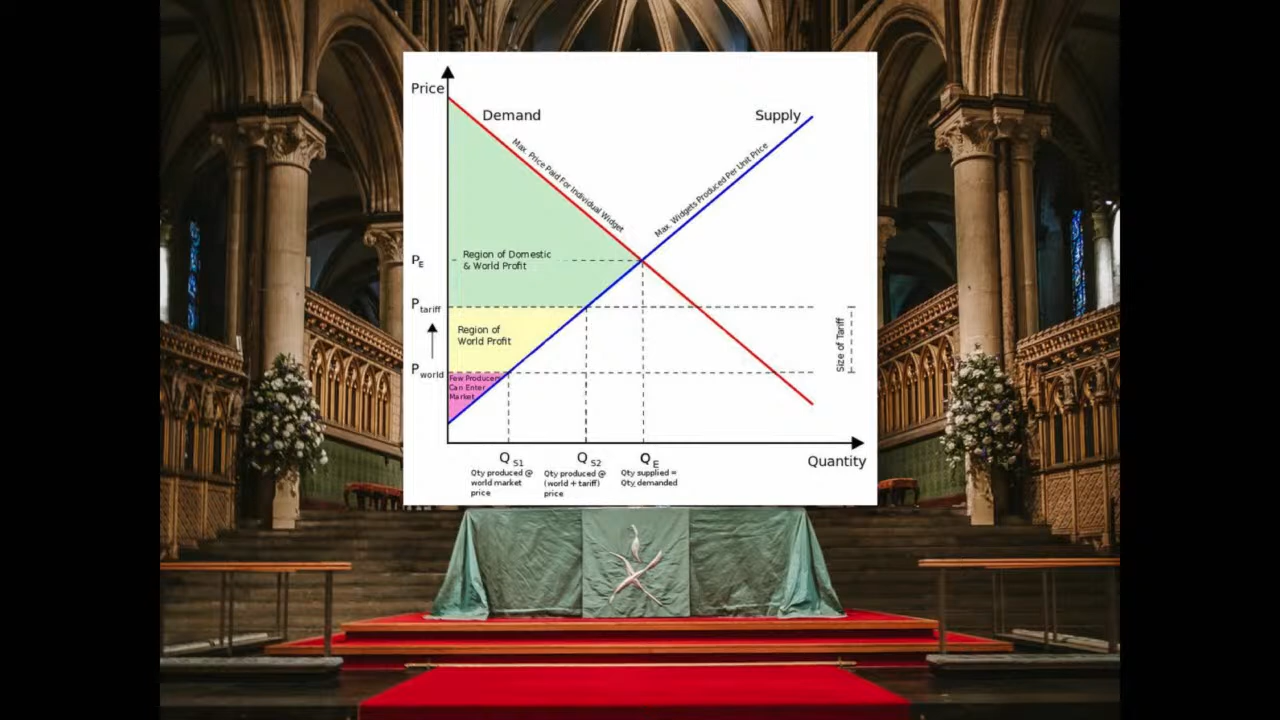 Price
Demand
Supply
Max. Price Paid For Individual Widget
Max. Widgets Produced Per Unit Price
PE
Region of Domestic
& World Profit
Ptariff
Region of
World Profit
Size of Tariff
Pworld
Few Producers
Can Enter
Market
Quantity
QS1
Qty produced @
world market
price
QS2
Qty produced @
(world + tariff)
price
QE
Qty supplied =
Qty demanded